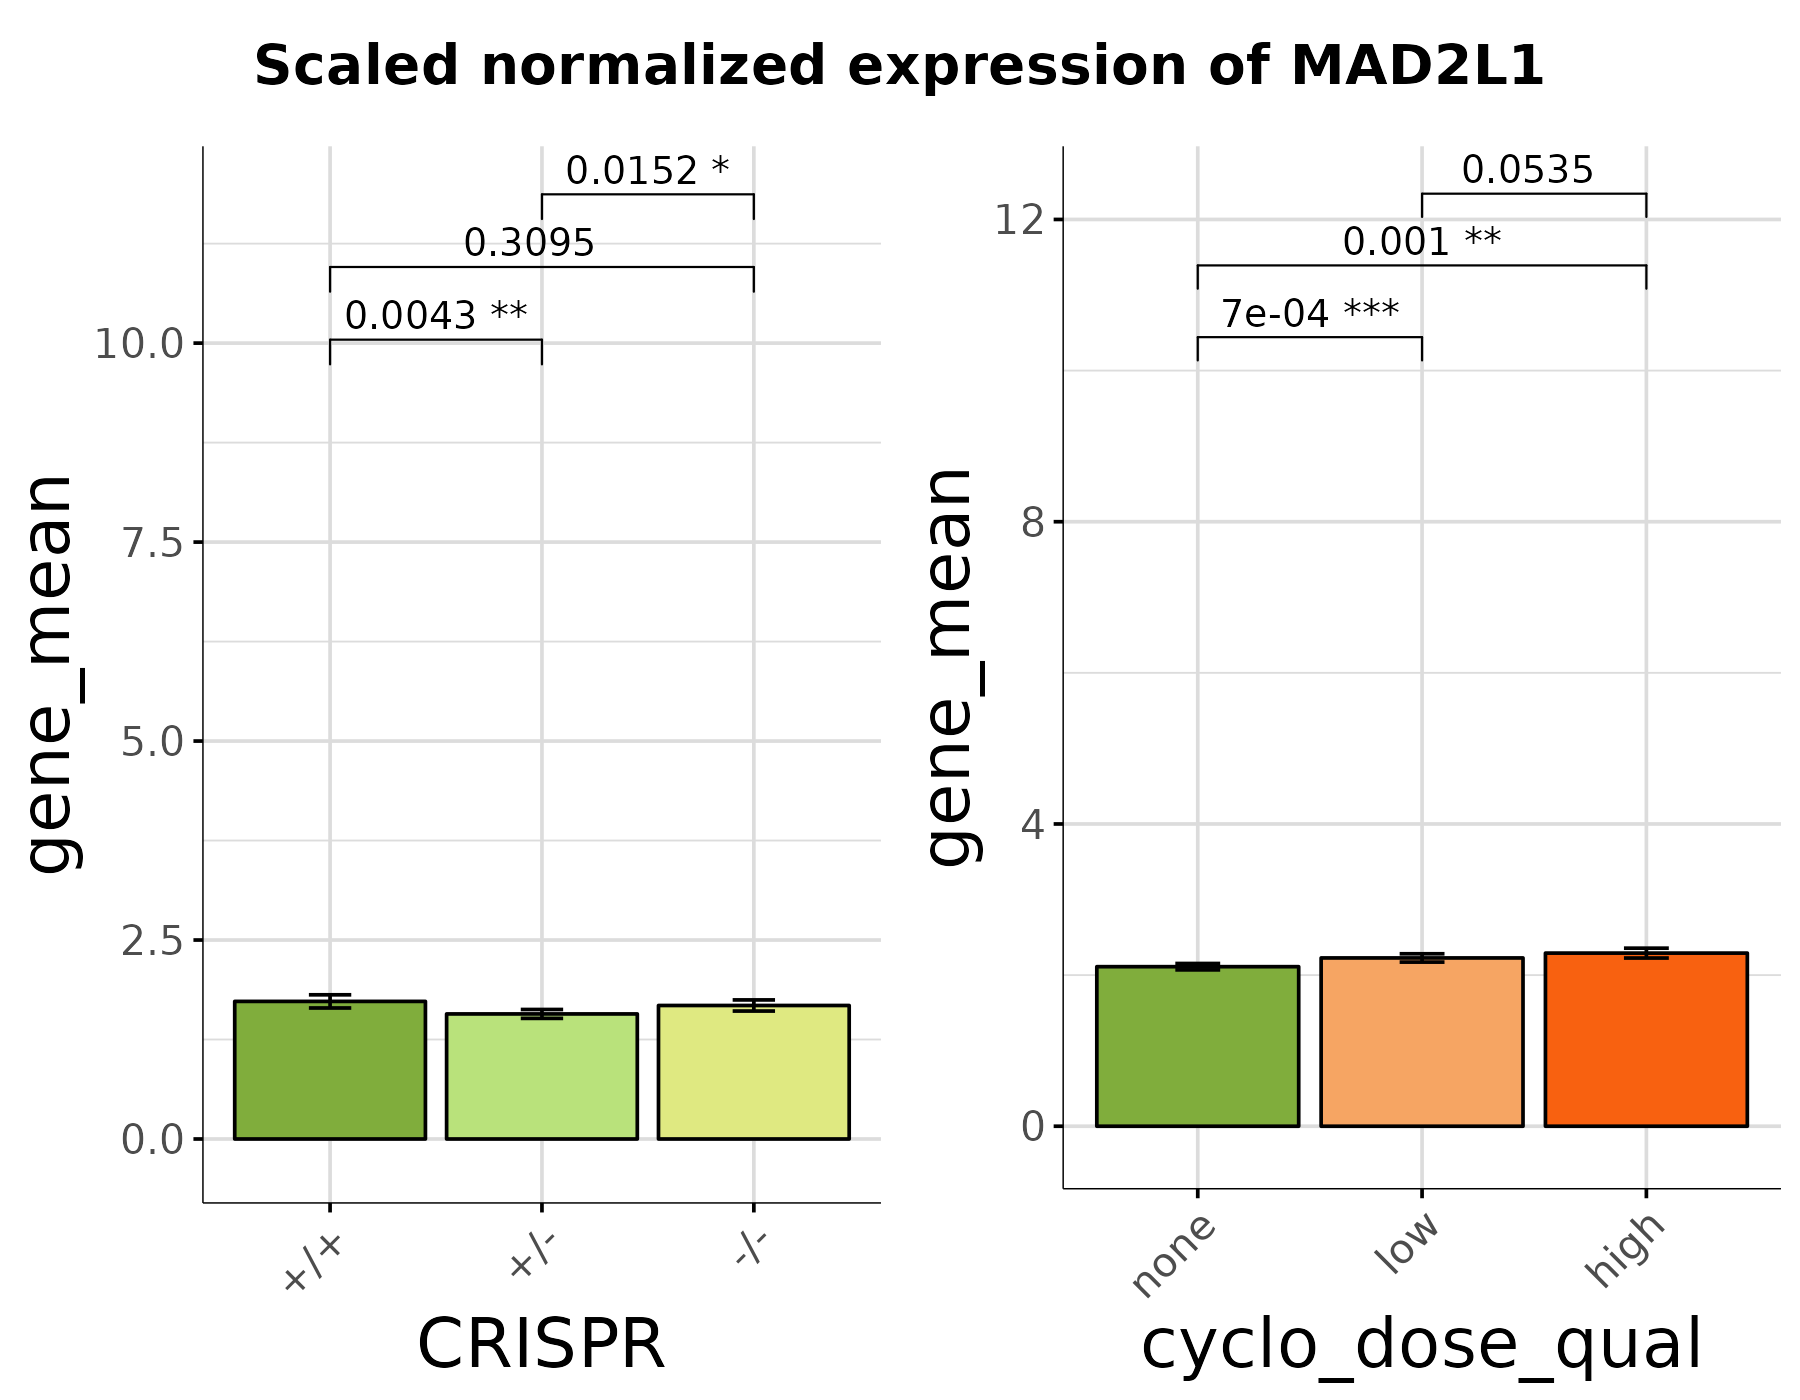 Scaled normalized expression of MAD2L1
gene_mean
10.0
7.5
5.0
2.5
0.0
0.0152 *
0.3095
0.0043 **
+/+
+/-
-/-
CRISPR
gene_mean
12
8
4
0
0.0535
0.001 **
7e-04 ***
none
low
high
cyclo_dose_qual